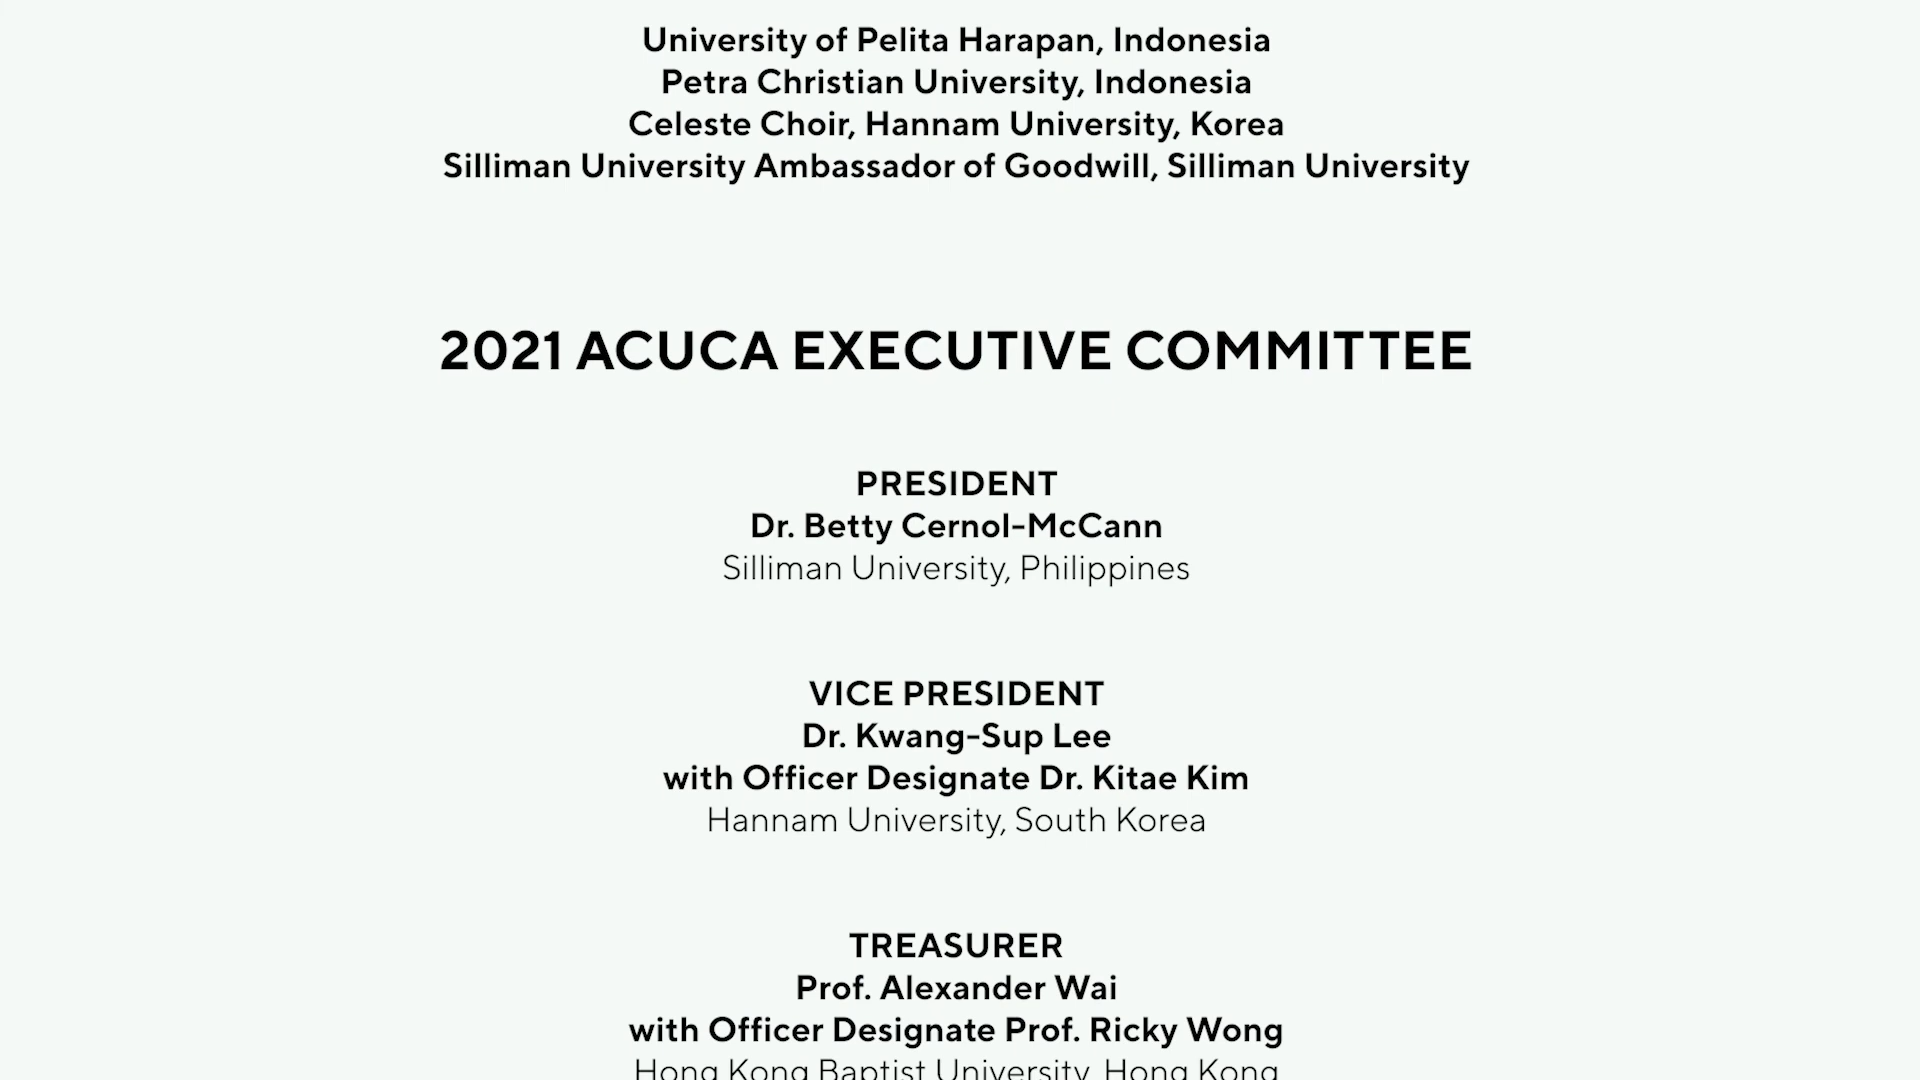 University of Pelita Harapan, Indonesia
Petra Christian University, Indonesia
Celeste Choir, Hannam University, Korea
Silliman University Ambassador of Goodwill, Silliman University
2021 ACUCA EXECUTIVE COMMITTEE
PRESIDENT
Dr. Betty Cernol-McCann
Silliman University, Philippines
VICE PRESIDENT
Dr. Kwang-Sup Lee
with Officer Designate Dr. Kitae Kim
Hannam University, South Korea
TREASURER
Prof. Alexander Wai
with Officer Designate Prof. Ricky Wong
Hong Kong Baptist University, Hong Kong